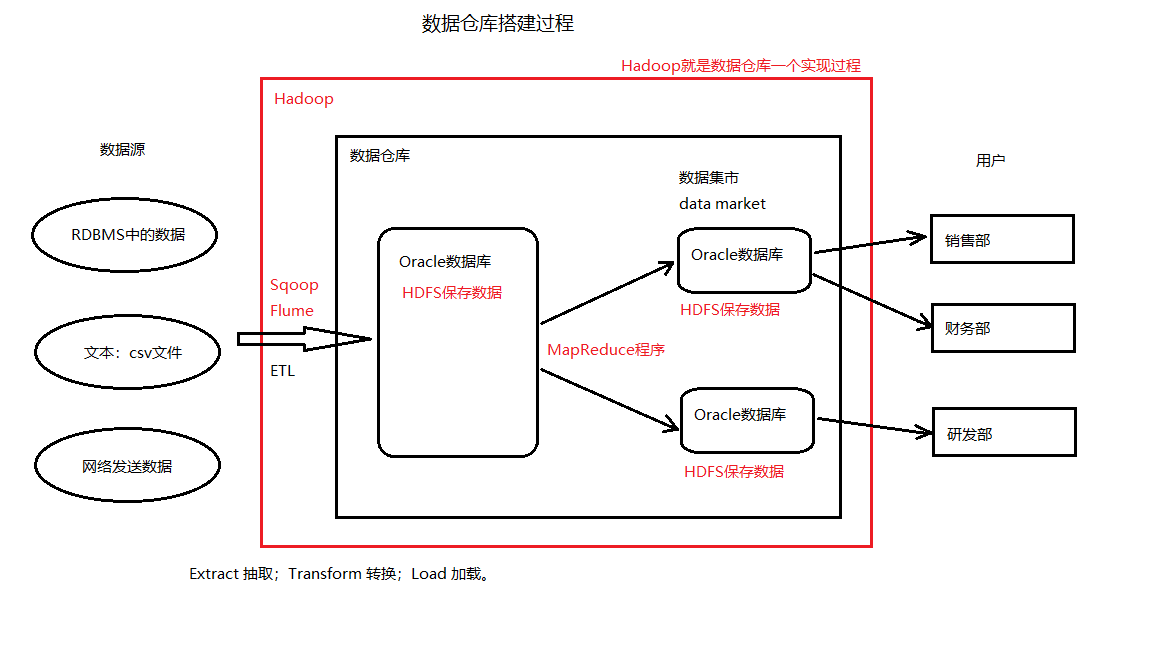 数据仓库搭建过程
Hadoop就是数据仓库一个实现过程
Hadoop
数据源
数据仓库
用户
数据集市
data market
RDBMS中的数据
Oracle数据库
HDFS保存数据
Oracle数据库
HDFS保存数据
销售部
Sqoop
Flume
文本：csv文件
ETL
MapReduce程序
财务部
Oracle数据库
HDFS保存数据
研发部
网络发送数据
Extract 抽取；Transform 转换；Load 加载。